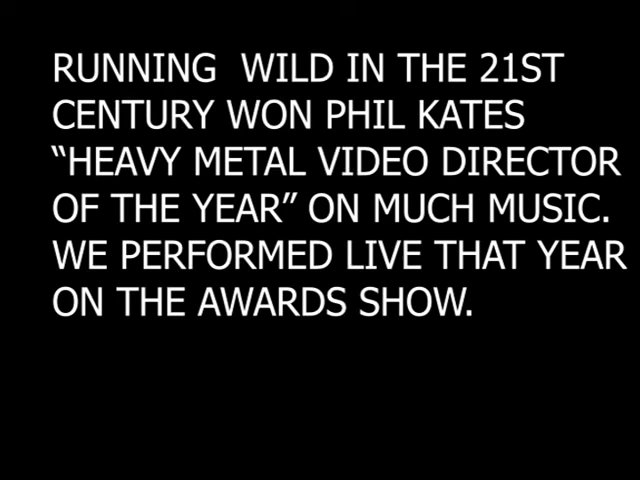 RUNNING  WILD IN THE 21ST
CENTURY WON PHIL KATES
“HEAVY METAL VIDEO DIRECTOR
OF THE YEAR” ON MUCH MUSIC.
WE PERFORMED LIVE THAT YEAR
ON THE AWARDS SHOW.